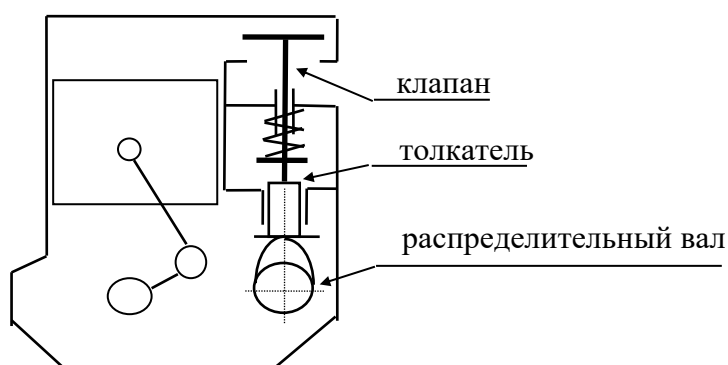 клапан
толкатель
распределительный вал